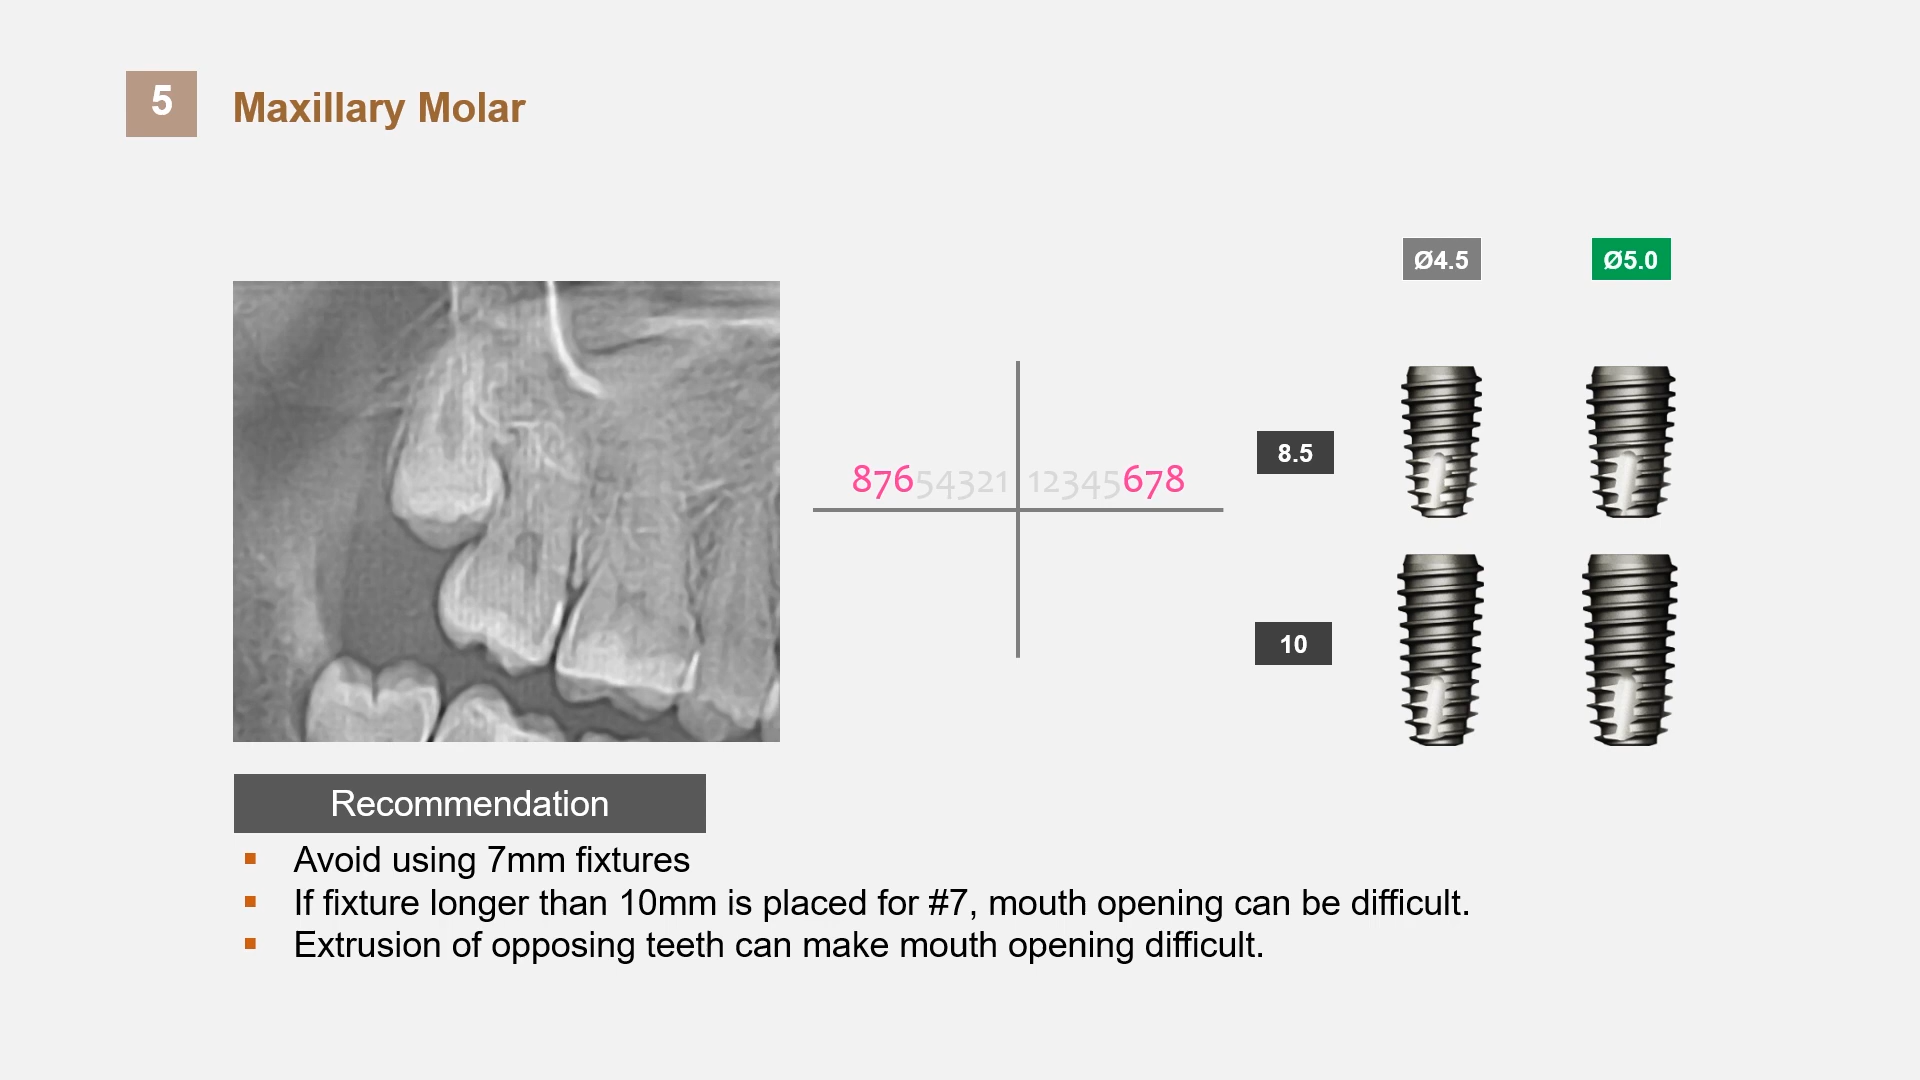 5
Maxillary Molar
Ø4.5 Ø5.0
87654321 12345678
8.5
10
Recommendation
▪ Avoid using 7mm fixtures
▪ If fixture longer than 10mm is placed for #7, mouth opening can be difficult.
▪ Extrusion of opposing teeth can make mouth opening difficult.